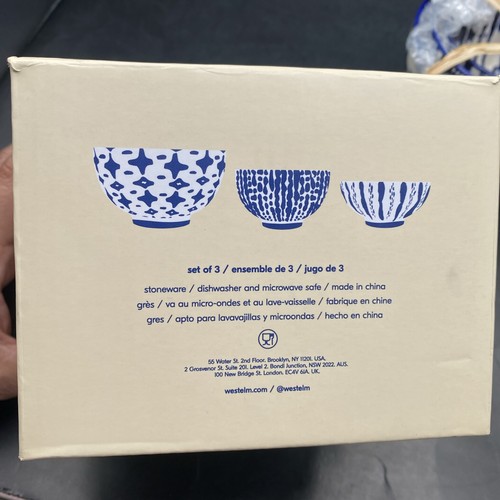 set of 3 / ensemble de 3 / jugo de 3
stoneware / dishwasher and microwave safe / made in china
grès / va au micro-ondes et au lave-vaisselle / fabrique en chine
gres / apto para lavavajillas y microondas / hecho en china
55 Water St. 2nd Floor. Brooklyn, NY 11201. USA.
2 Grosvenor St. Suite 201. Level 2. Bondi Junction, NSW 2022. AUS.
100 New Bridge St. London. EC4V 6JA. UK.
westelm.com / @westelm